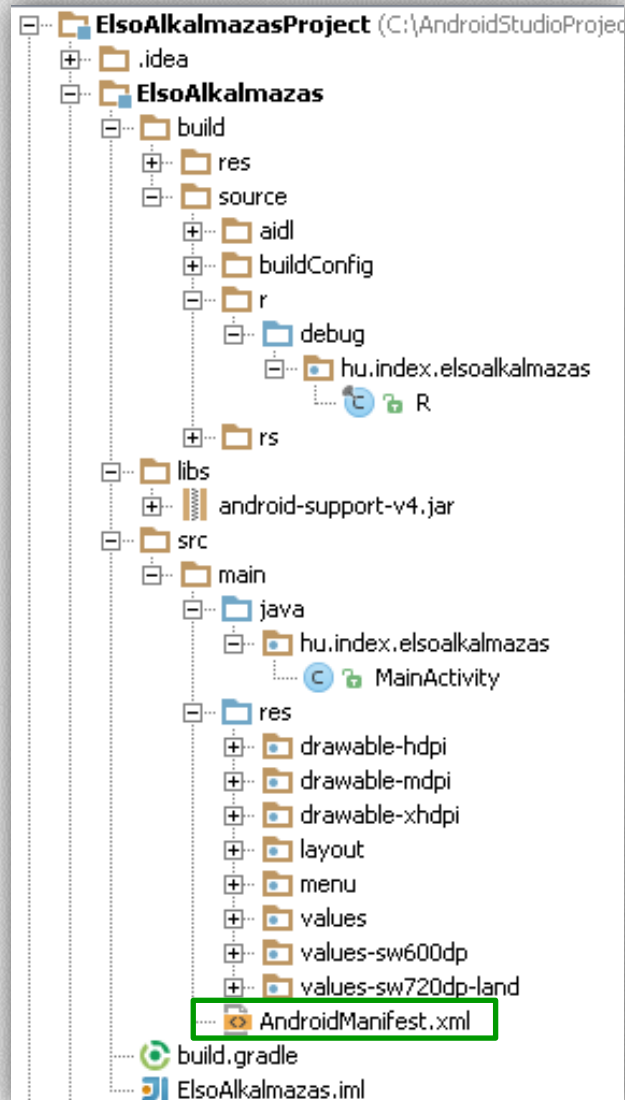 ElsoAlkalmazasProject (C:\AndroidStudioProjec
.idea
ElsoAlkalmazas
build
res
source
aidl
buildConfig
r
debug
hu.index.elsoalkalmazas
R
rs
libs
android-support-v4.jar
src
main
java
hu.index.elsoalkalmazas
MainActivity
res
drawable-hdpi
drawable-mdpi
drawable-xhdpi
layout
menu
values
values-sw600dp
values-sw720dp-land
AndroidManifest.xml
build.gradle
ElsoAlkalmazas.iml